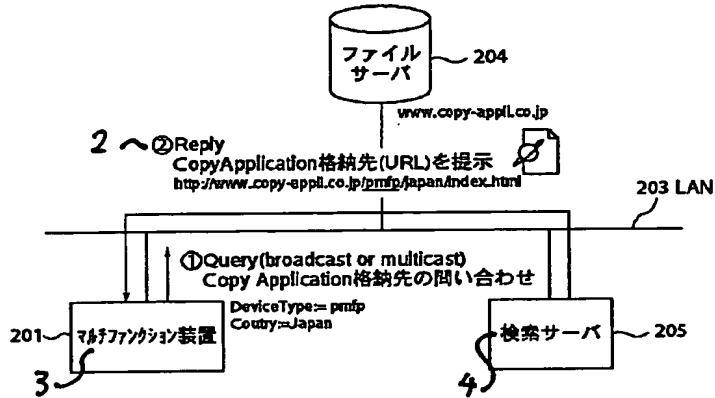 ファイル
サーバ
204
www.copy-appli.co.jp
2
②Reply
CopyApplication格納先(URL)を提示
http://www.copy-appli.co.jp/pmfp/japan/index.html
203 LAN
①Query(broadcast or multicast)
Copy Application格納先の問い合わせ
DeviceType:= pmfp
Coutry:=Japan
201
マルチファンクション装置
3
検索サーバ
205
4